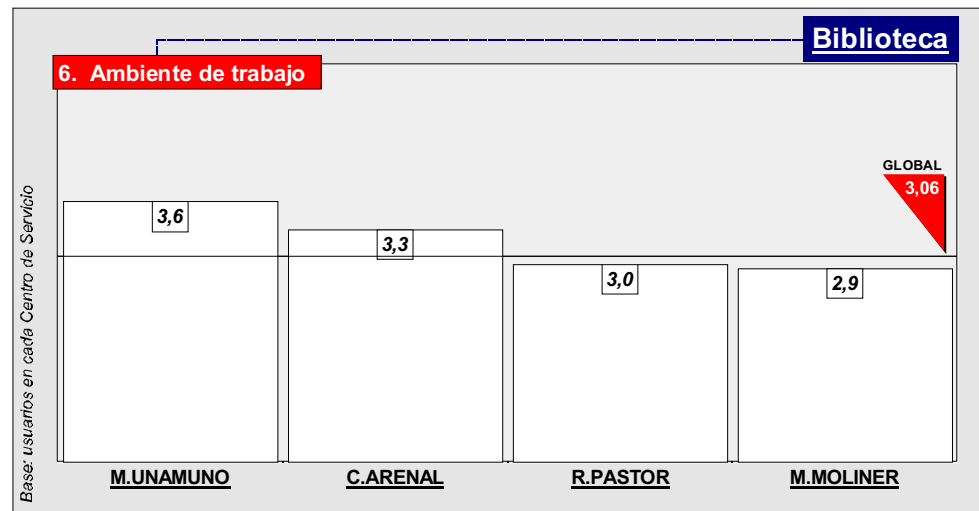 Biblioteca
6. Ambiente de trabajo
GLOBAL
3,06
3,6
3,3
3,0
2,9
Base: usuarios en cada Centro de Servicio
M.UNAMUNO
C.ARENAL
R.PASTOR
M.MOLINER